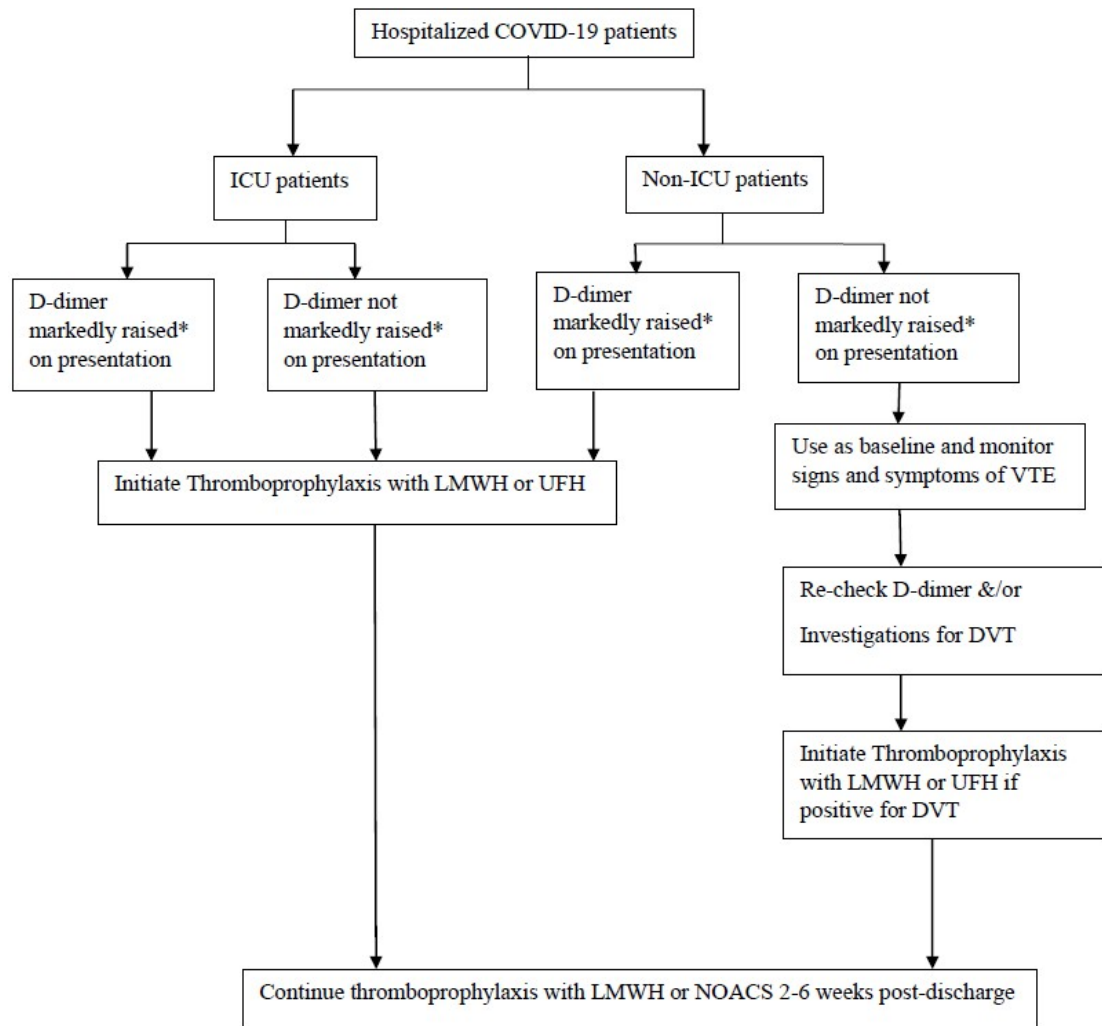 Hospitalized COVID-19 patients
ICU patients
Non-ICU patients
D-dimer
markedly raised*
on presentation
D-dimer not
markedly raised*
on presentation
D-dimer
markedly raised*
on presentation
D-dimer not
markedly raised*
on presentation
Initiate Thromboprophylaxis with LMWH or UFH
Use as baseline and monitor
signs and symptoms of VTE
Re-check D-dimer &/or
Investigations for DVT
Initiate Thromboprophylaxis
with LMWH or UFH if
positive for DVT
Continue thromboprophylaxis with LMWH or NOACS 2-6 weeks post-discharge